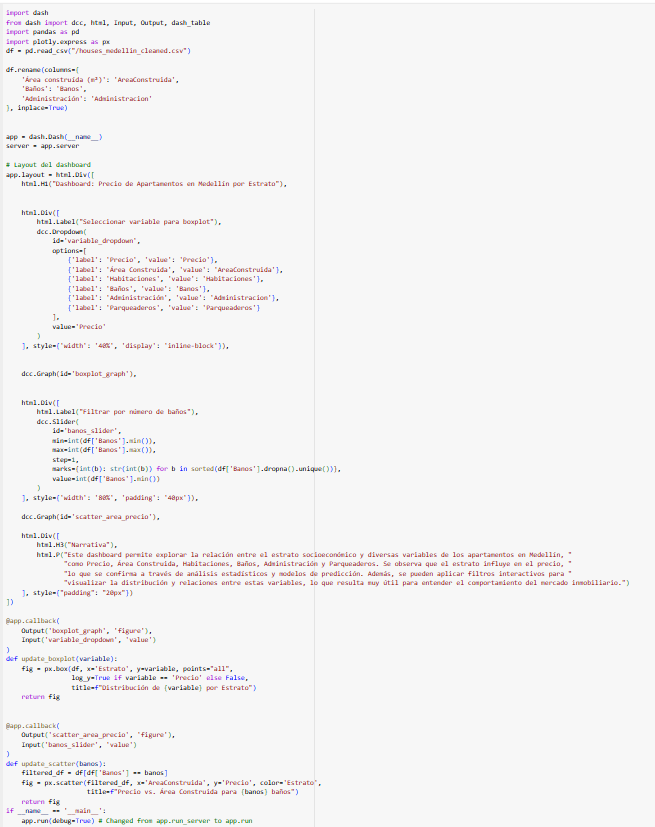 import dash
from dash import dcc, html, Input, Output, dash_table
import pandas as pd
import plotly.express as px
df = pd.read_csv("/houses_medellin_cleaned.csv")
df.rename(columns={
    'Área construida (m²)': 'AreaConstruida',
    'Baños': 'Banos',
    'Administración': 'Administracion'
}, inplace=True)
app = dash.Dash(__name__)
server = app.server
# Layout del dashboard
app.layout = html.Div([
    html.H1("Dashboard: Precio de Apartamentos en Medellín por Estrato"),
    html.Div([
        html.Label("Seleccionar variable para boxplot"),
        dcc.Dropdown(
            id='variable_dropdown',
            options=[
                {'label': 'Precio', 'value': 'Precio'},
                {'label': 'Área Construida', 'value': 'AreaConstruida'},
                {'label': 'Habitaciones', 'value': 'Habitaciones'},
                {'label': 'Baños', 'value': 'Banos'},
                {'label': 'Administración', 'value': 'Administracion'},
                {'label': 'Parqueaderos', 'value': 'Parqueaderos'}
            ],
            value='Precio'
        )
    ], style={'width': '40%', 'display': 'inline-block'}),
    dcc.Graph(id='boxplot_graph'),
    html.Div([
        html.Label("Filtrar por número de baños"),
        dcc.Slider(
            id='banos_slider',
            min=int(df['Banos'].min()),
            max=int(df['Banos'].max()),
            step=1,
            marks={int(b): str(int(b)) for b in sorted(df['Banos'].dropna().unique())},
            value=int(df['Banos'].min())
        )
    ], style={'width': '80%', 'padding': '40px'}),
    dcc.Graph(id='scatter_area_precio'),
    html.Div([
        html.H3("Narrativa"),
        html.P("Este dashboard permite explorar la relación entre el estrato socioeconómico y diversas variables de los apartamentos en Medellín, "
               "como Precio, Área Construida, Habitaciones, Baños, Administración y Parqueaderos. Se observa que el estrato influye en el precio, "
               "lo que se confirma a través de análisis estadísticos y modelos de predicción. Además, se pueden aplicar filtros interactivos para "
               "visualizar la distribución y relaciones entre estas variables, lo que resulta muy útil para entender el comportamiento del mercado inmobiliario.")
    ], style={"padding": "20px"})
])
@app.callback(
    Output('boxplot_graph', 'figure'),
    Input('variable_dropdown', 'value')
)
def update_boxplot(variable):
    fig = px.box(df, x='Estrato', y=variable, points="all",
                 log_y=True if variable == 'Precio' else False,
                 title=f"Distribución de {variable} por Estrato")
    return fig
@app.callback(
    Output('scatter_area_precio', 'figure'),
    Input('banos_slider', 'value')
)
def update_scatter(banos):
    filtered_df = df[df['Banos'] == banos]
    fig = px.scatter(filtered_df, x='AreaConstruida', y='Precio', color='Estrato',
                     title=f"Precio vs. Área Construida para {banos} baños")
    return fig
if __name__ == '__main__':
    app.run(debug=True) # Changed from app.run_server to app.run